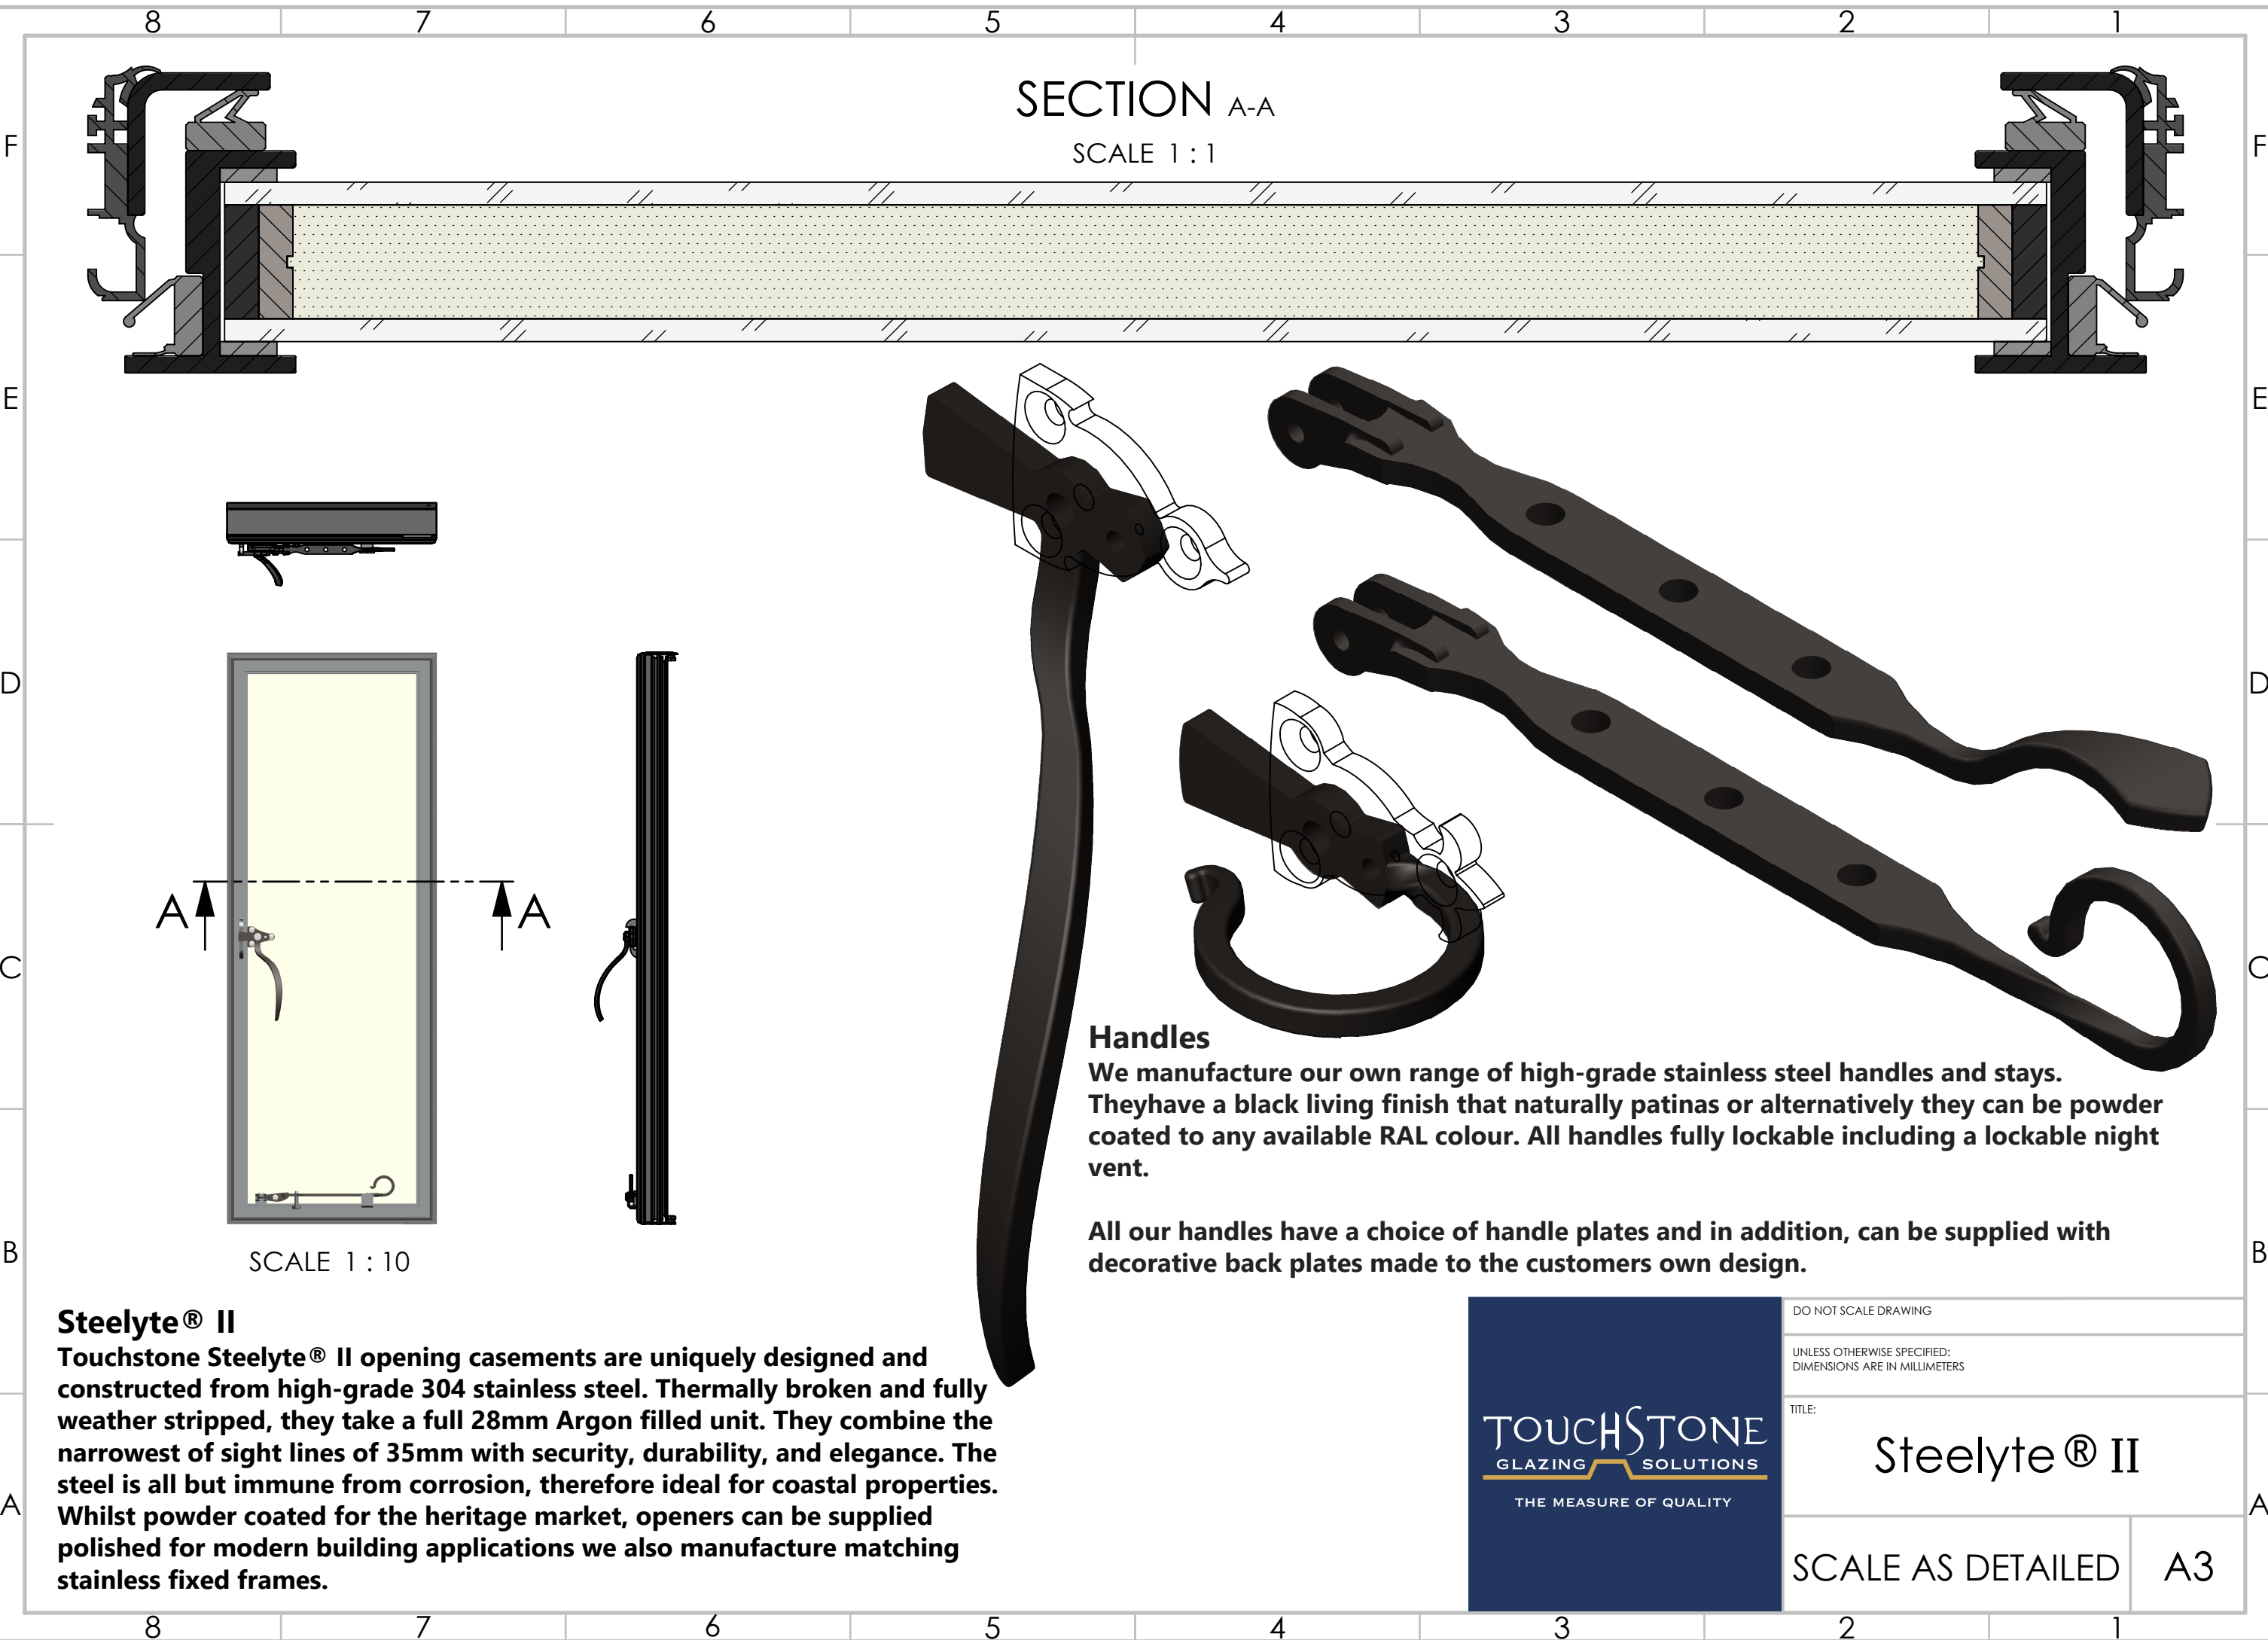 8 7 6 5 4 3 2 1
SECTION A-A
SCALE 1 : 1
F F
E E
D D
A A
C C
Handles
We manufacture our own range of high-grade stainless steel handles and stays.
Theyhave a black living finish that naturally patinas or alternatively they can be powder
coated to any available RAL colour. All handles fully lockable including a lockable night
vent.
All our handles have a choice of handle plates and in addition, can be supplied with
decorative back plates made to the customers own design.
B B
SCALE 1 : 10
Steelyte® II
Touchstone Steelyte® II opening casements are uniquely designed and
constructed from high-grade 304 stainless steel. Thermally broken and fully
weather stripped, they take a full 28mm Argon filled unit. They combine the
narrowest of sight lines of 35mm with security, durability, and elegance. The
steel is all but immune from corrosion, therefore ideal for coastal properties.
Whilst powder coated for the heritage market, openers can be supplied
polished for modern building applications we also manufacture matching
stainless fixed frames.
TOUCHSTONE
GLAZING SOLUTIONS
THE MEASURE OF QUALITY
DO NOT SCALE DRAWING
UNLESS OTHERWISE SPECIFIED:
DIMENSIONS ARE IN MILLIMETERS
TITLE:
Steelyte® II
SCALE AS DETAILED A3
A A
8 7 6 5 4 3 2 1